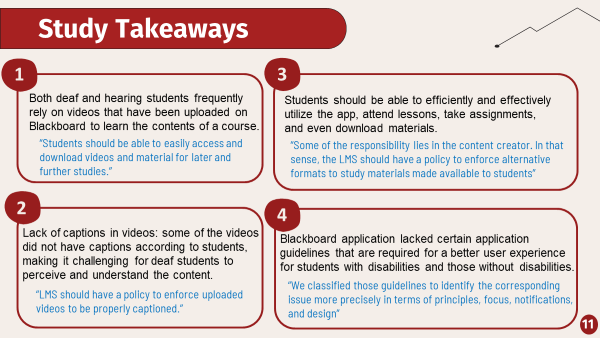 Study Takeaways
1
Both deaf and hearing students frequently
rely on videos that have been uploaded on
Blackboard to learn the contents of a course.
"Students should be able to easily access and
download videos and material for later and
further studies."
2
Lack of captions in videos: some of the videos
did not have captions according to students,
making it challenging for deaf students to
perceive and understand the content.
"LMS should have a policy to enforce uploaded
videos to be properly captioned."
3
Students should be able to efficiently and effectively
utilize the app, attend lessons, take assignments,
and even download materials.
"Some of the responsibility lies in the content creator. In that
sense, the LMS should have a policy to enforce alternative
formats to study materials made available to students"
4
Blackboard application lacked certain application
guidelines that are required for a better user experience
for students with disabilities and those without disabilities.
"We classified those guidelines to identify the corresponding
issue more precisely in terms of principles, focus, notifications,
and design"
11